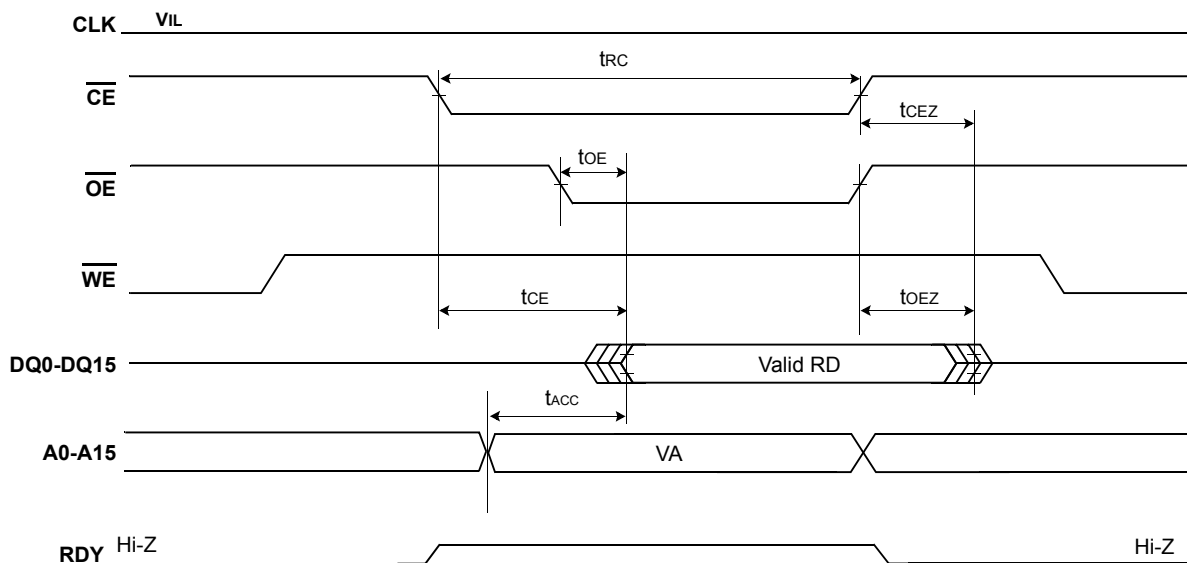 CLK VIL
tRC
CE
tCEZ
tOE
OE
WE
tCE
tOEZ
DQ0-DQ15 Valid RD
tACC
A0-A15 VA
RDY Hi-Z Hi-Z